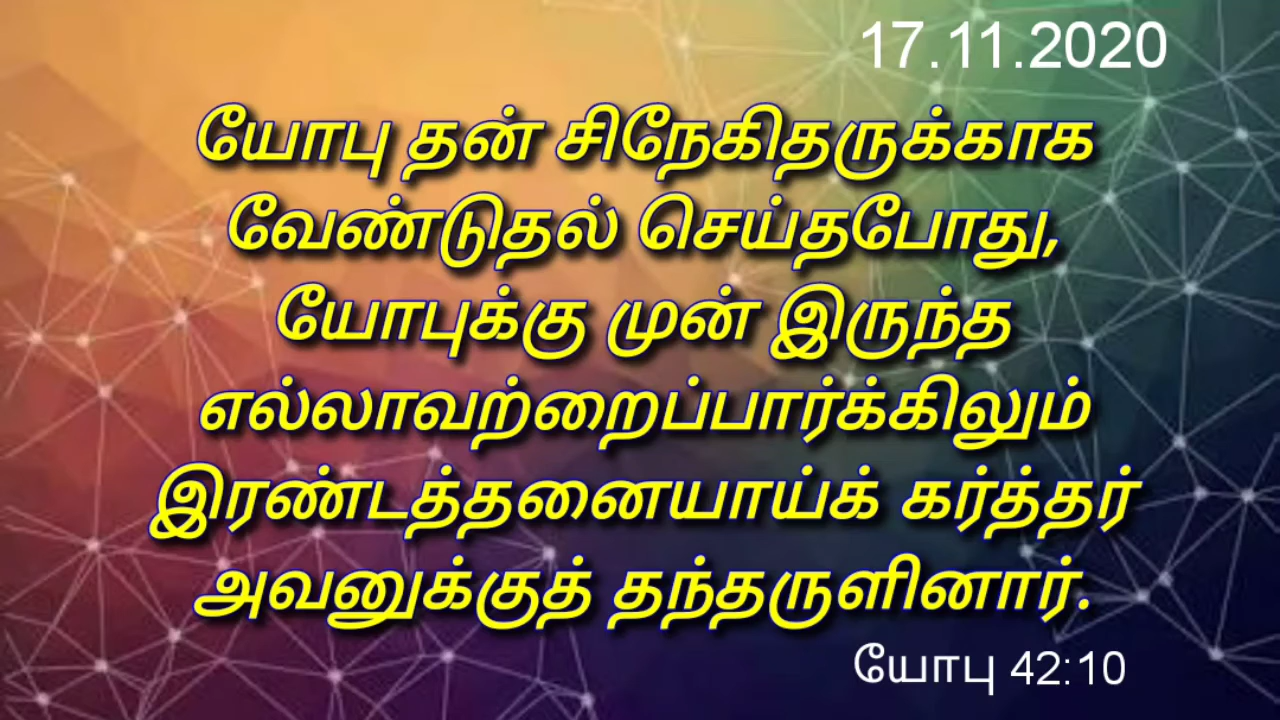 17.11.2020
யோபு தன் சிநேகிதருக்காக
வேண்டுதல் செய்தபோது,
யோபுக்கு முன் இருந்த
எல்லாவற்றைப்பார்க்கிலும்
இரண்டத்தனையாய்க் கர்த்தர்
அவனுக்குத் தந்தருளினார்.
யோபு 42:10